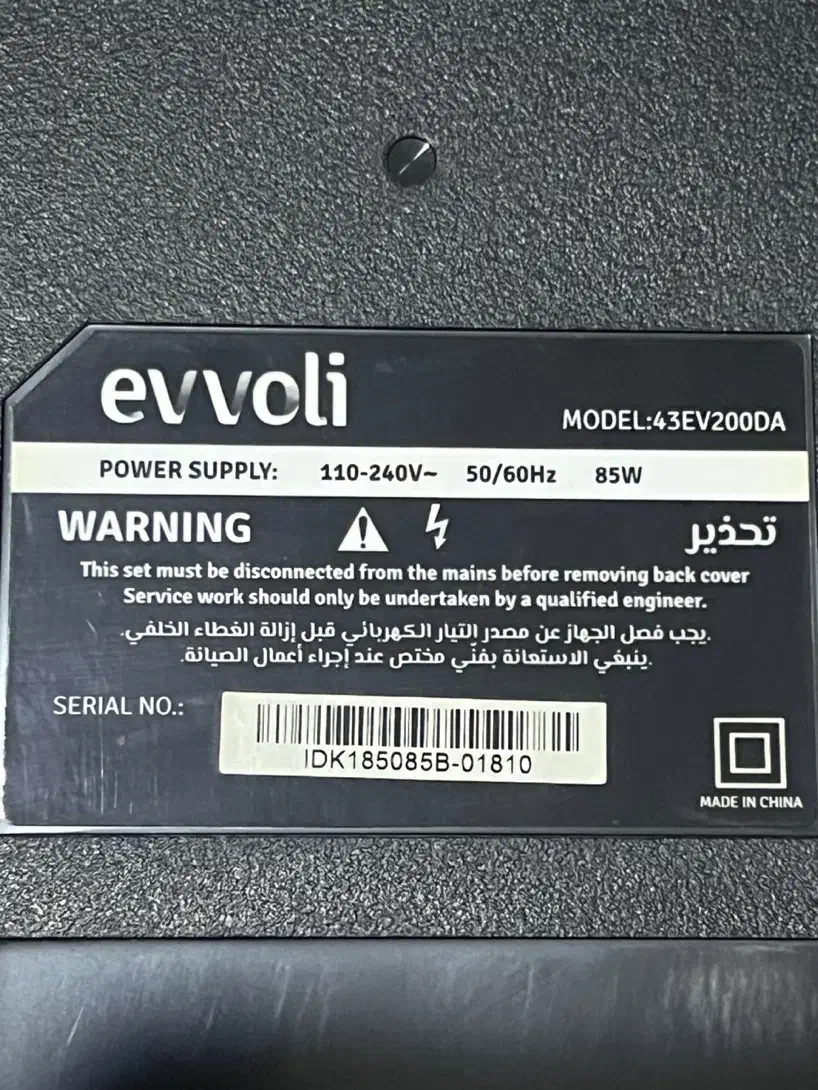 evvoli
MODEL:43EV200DA
POWER SUPPLY: 110-240V~ 50/60Hz 85W
WARNING تحذير
This set must be disconnected from the mains before removing back cover
Service work should only be undertaken by a qualified engineer.
يجب فصل الجهاز عن مصدر التيار الكهربائي قبل إزالة الغطاء الخلفي.
ينبغي الاستعانة بفنّي مختص عند إجراء أعمال الصيانة.
SERIAL NO.:
IDK185085B-01810
MADE IN CHINA